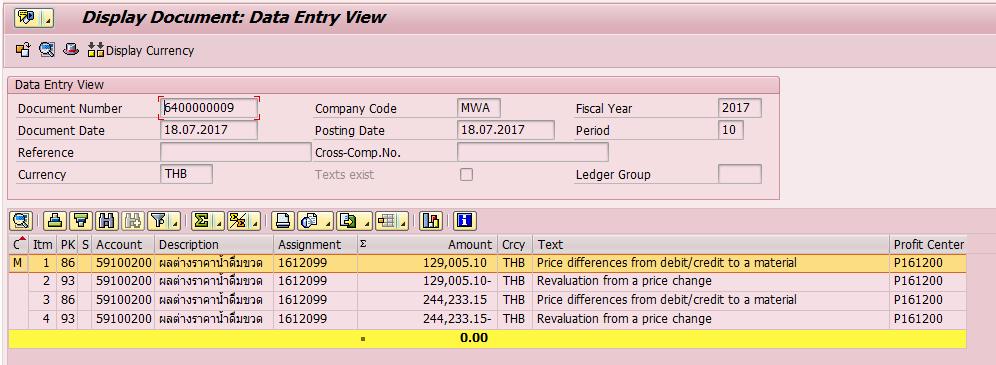 Display Document: Data Entry View
Display Currency
Data Entry View
Document Number 6400000009 Company Code MWA Fiscal Year 2017
Document Date 18.07.2017 Posting Date 18.07.2017 Period 10
Reference Cross-Comp.No.
Currency THB Texts exist Ledger Group
C Itm PK S Account Description Assignment Σ Amount Crcy Text Profit Center
M 1 86 59100200 ผลต่างราคาน้ำดื่มขวด 1612099 129,005.10 THB Price differences from debit/credit to a material P161200
2 93 59100200 ผลต่างราคาน้ำดื่มขวด 1612099 129,005.10- THB Revaluation from a price change P161200
3 86 59100200 ผลต่างราคาน้ำดื่มขวด 1612099 244,233.15 THB Price differences from debit/credit to a material P161200
4 93 59100200 ผลต่างราคาน้ำดื่มขวด 1612099 244,233.15- THB Revaluation from a price change P161200
0.00